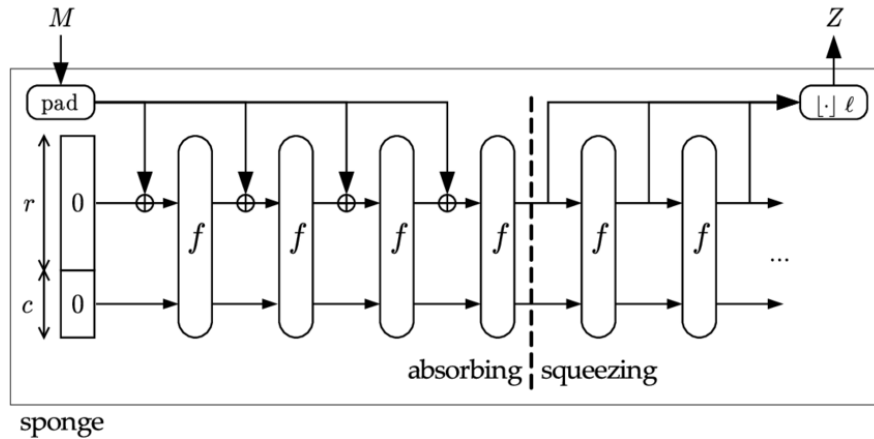 M Z
pad ⌊·⌋ ℓ
r 0 f f f f f f
c 0 ...
absorbing squeezing
sponge